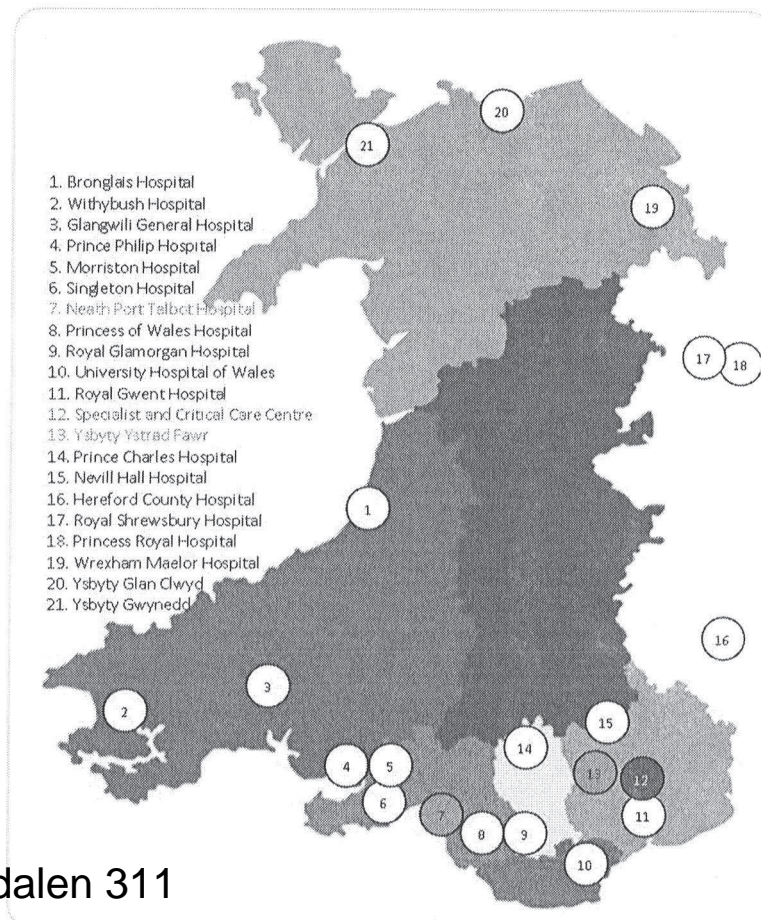 1. Bronglais Hospital
2. Withybush Hospital
3. Glangwili General Hospital
4. Prince Philip Hospital
5. Morriston Hospital
6. Singleton Hospital
7. Neath Port Talbot Hospital
8. Princess of Wales Hospital
9. Royal Glamorgan Hospital
10. University Hospital of Wales
11. Royal Gwent Hospital
12. Specialist and Critical Care Centre
13. Ysbyty Ystrad Fawr
14. Prince Charles Hospital
15. Nevill Hall Hospital
16. Hereford County Hospital
17. Royal Shrewsbury Hospital
18. Princess Royal Hospital
19. Wrexham Maelor Hospital
20. Ysbyty Glan Clwyd
21. Ysbyty Gwynedd
20
21
19
17
18
1
16
3
2
15
14
4
5
13
12
6
7
11
8
9
10
dalen 311